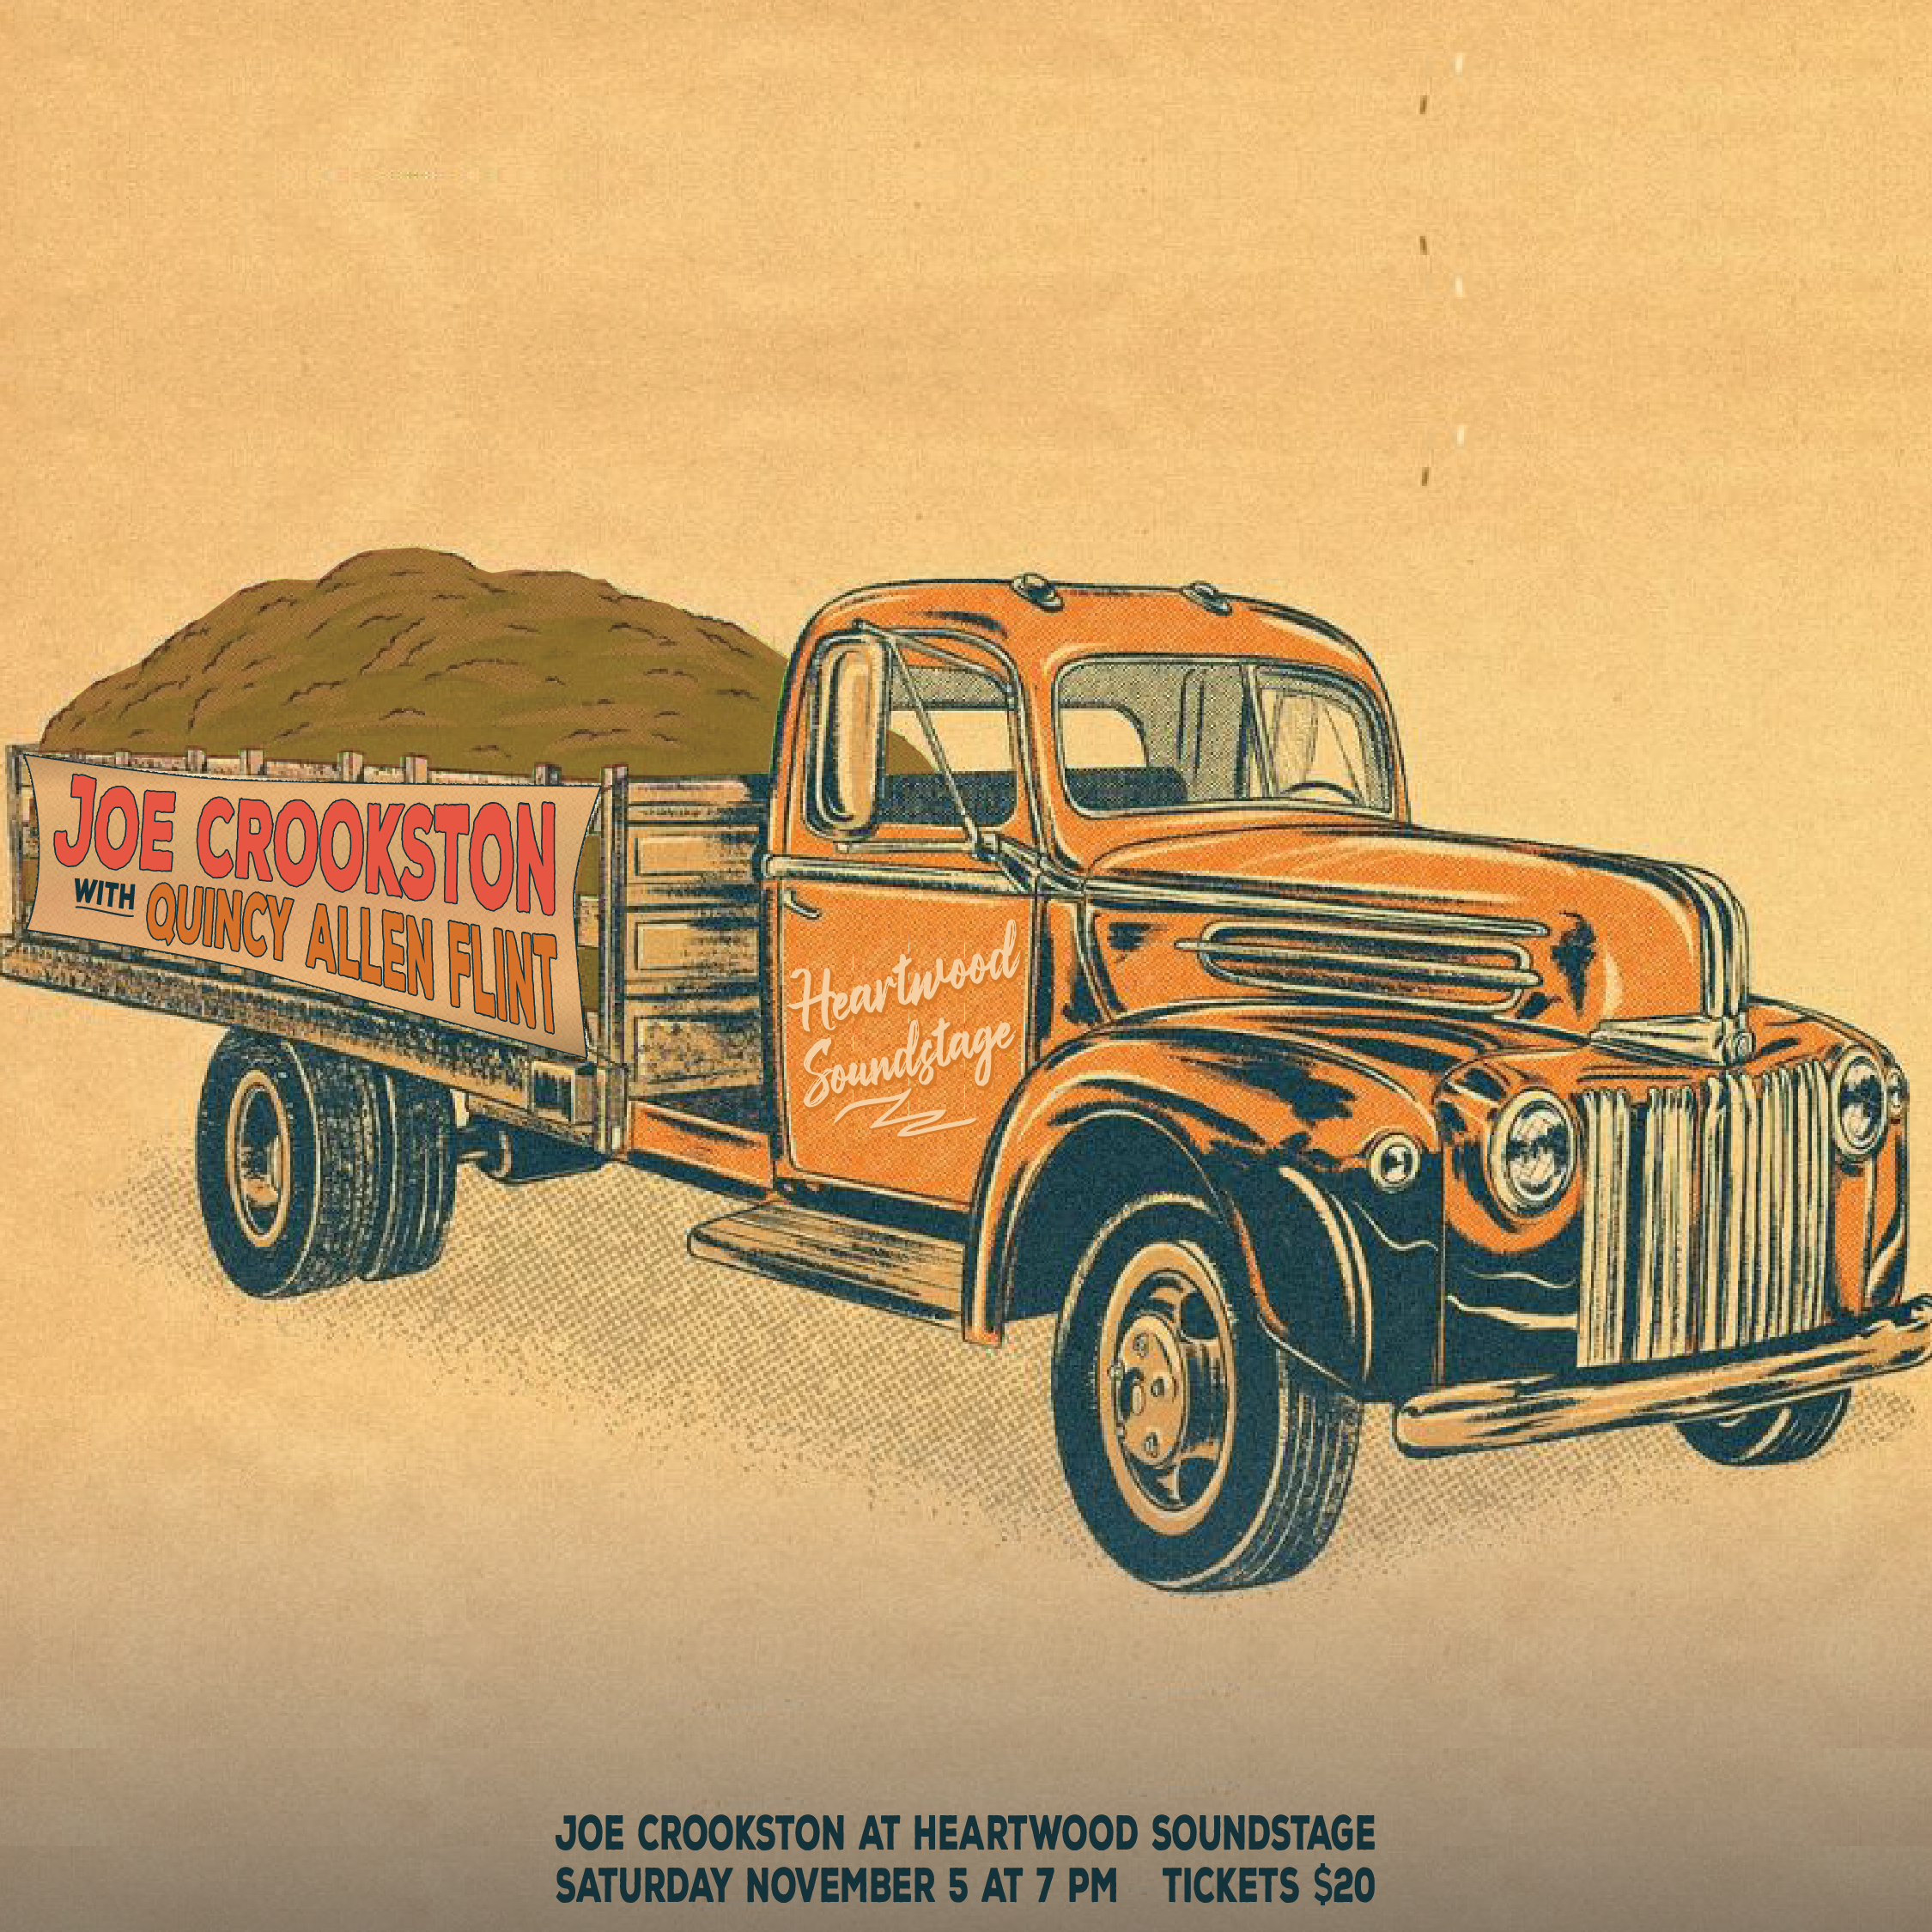 JOE CROOKSTON
WITH QUINCY ALLEN FLINT
Heartwood
Soundstage
JOE CROOKSTON AT HEARTWOOD SOUNDSTAGE
SATURDAY NOVEMBER 5 AT 7 PM TICKETS $20